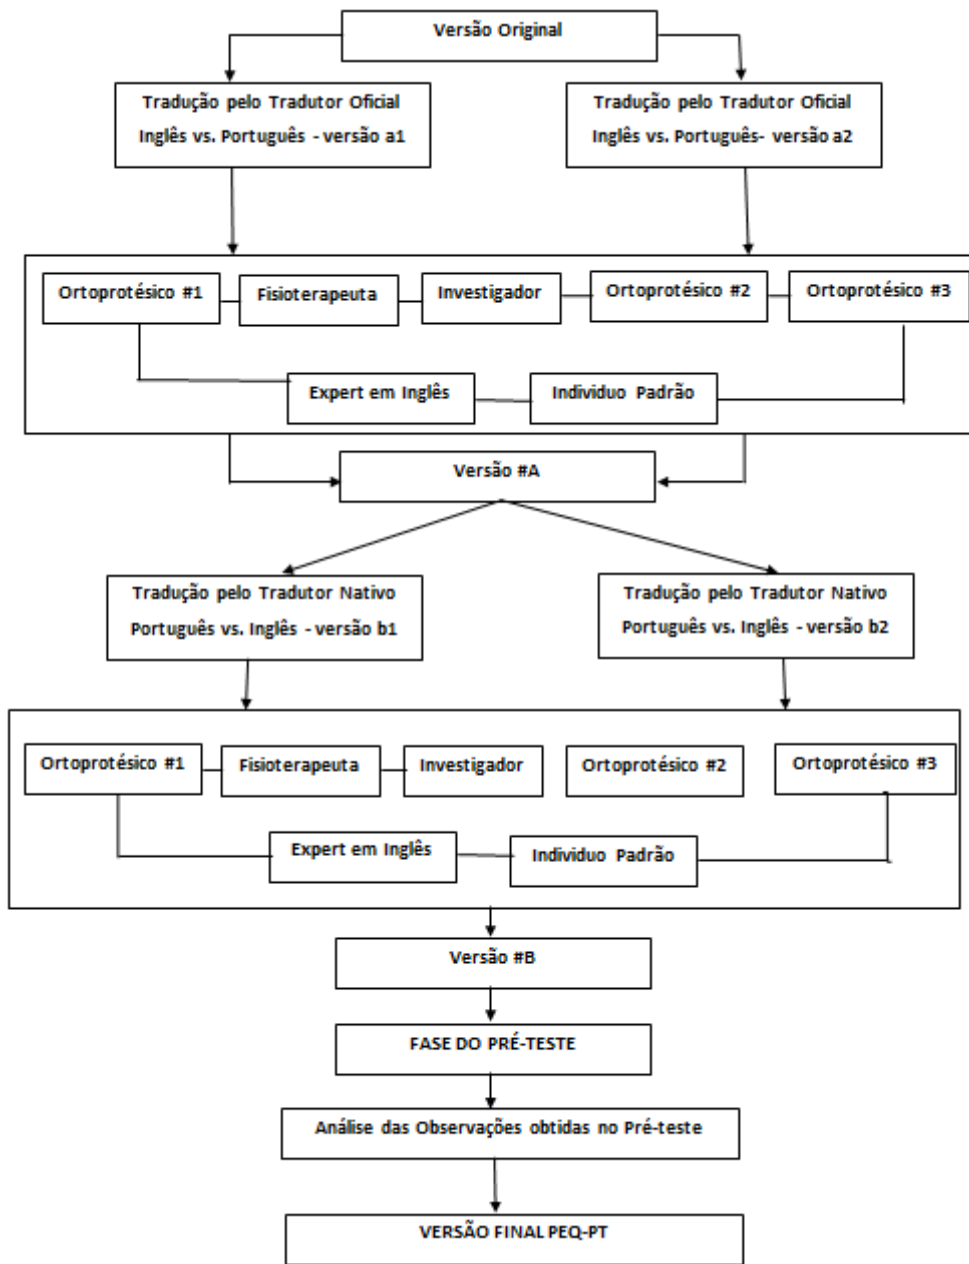 Versão Original
Tradução pelo Tradutor Oficial
Inglês vs. Português - versão a1
Tradução pelo Tradutor Oficial
Inglês vs. Português- versão a2
Ortoprotésico #1
Fisioterapeuta
Investigador
Ortoprotésico #2
Ortoprotésico #3
Expert em Inglês
Individuo Padrão
Versão #A
Tradução pelo Tradutor Nativo
Português vs. Inglês - versão b1
Tradução pelo Tradutor Nativo
Português vs. Inglês - versão b2
Ortoprotésico #1
Fisioterapeuta
Investigador
Ortoprotésico #2
Ortoprotésico #3
Expert em Inglês
Individuo Padrão
Versão #B
FASE DO PRÉ-TESTE
Análise das Observações obtidas no Pré-teste
VERSÃO FINAL PEQ-PT